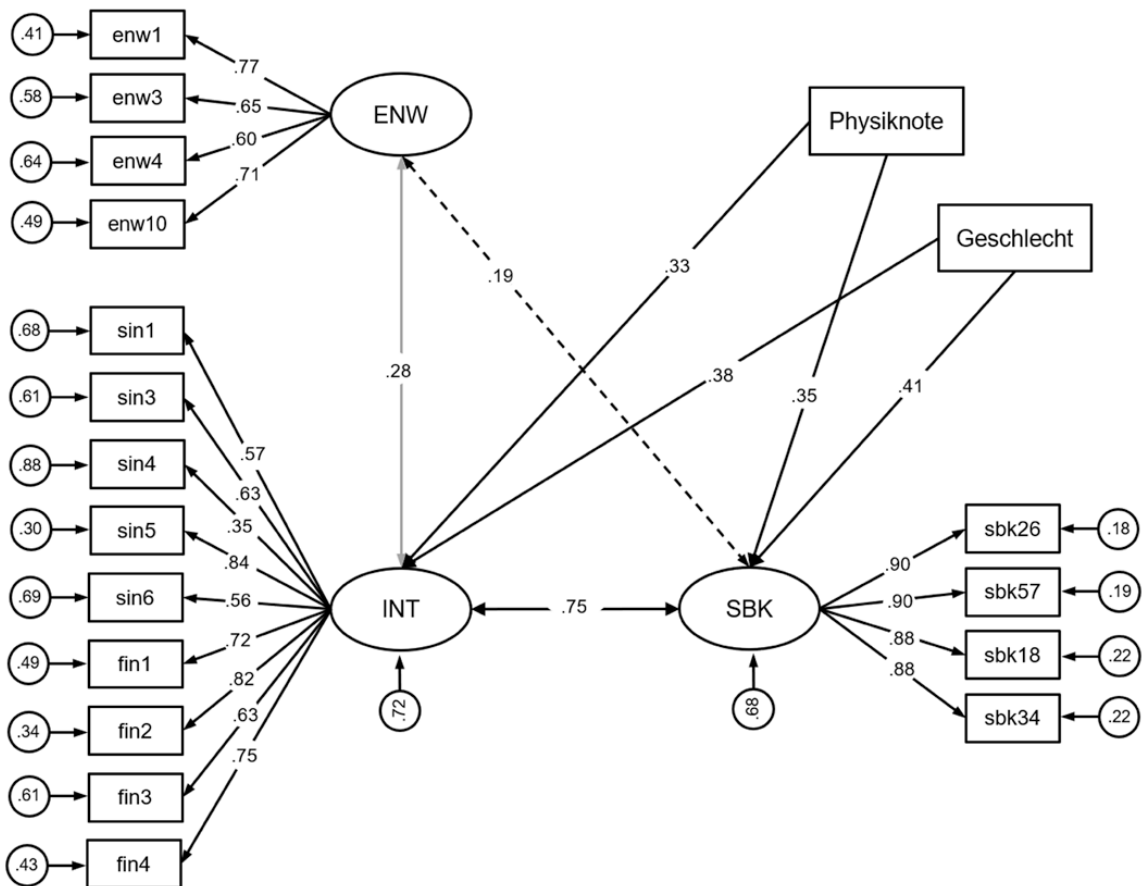 .41 enw1
.77
.58 enw3
.65
.64 enw4
.60
.49 enw10
.71
ENW
Physiknote
Geschlecht
.19
.33
.28
.38
.35
.41
.68 sin1
.57
.61 sin3
.63
.88 sin4
.35
.30 sin5
.84
.69 sin6
.56
.49 fin1
.72
.34 fin2
.82
.61 fin3
.63
.43 fin4
.75
INT
.75
SBK
.72
.68
.90
sbk26 .18
.90
sbk57 .19
.88
sbk18 .22
.88
sbk34 .22